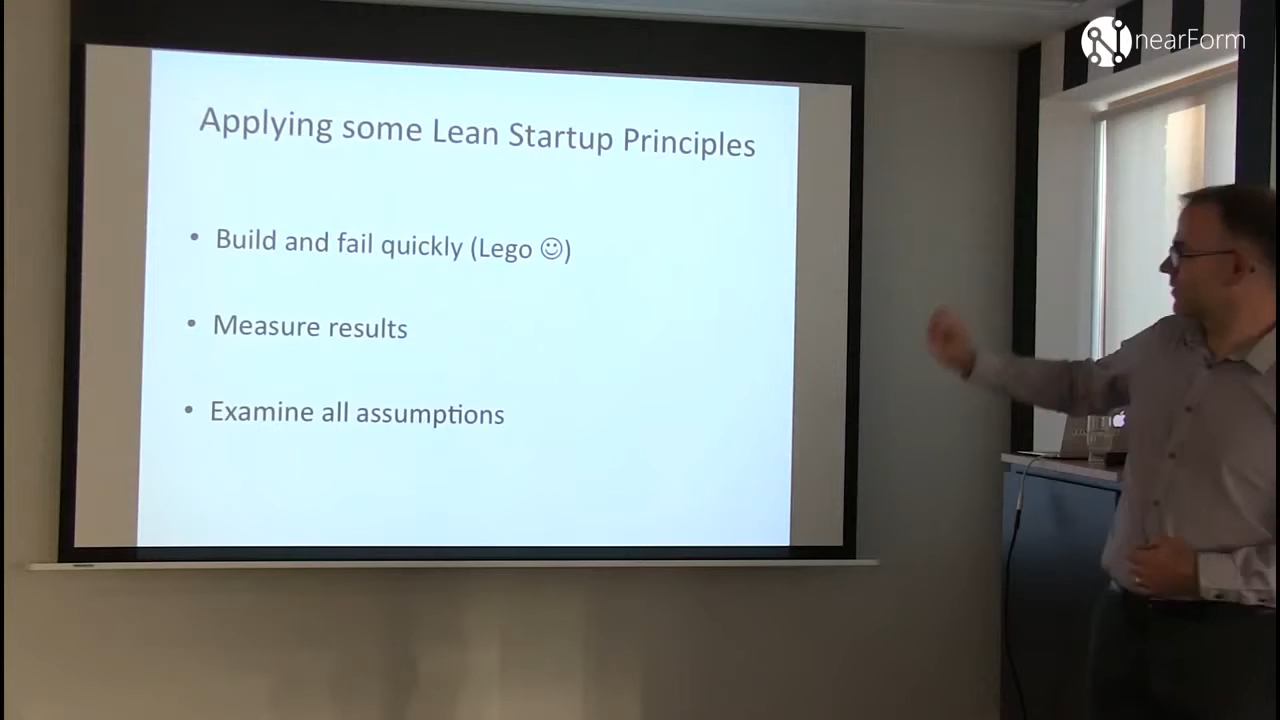 nearForm
Applying some Lean Startup Principles
• Build and fail quickly (Lego ☺)
• Measure results
• Examine all assumptions